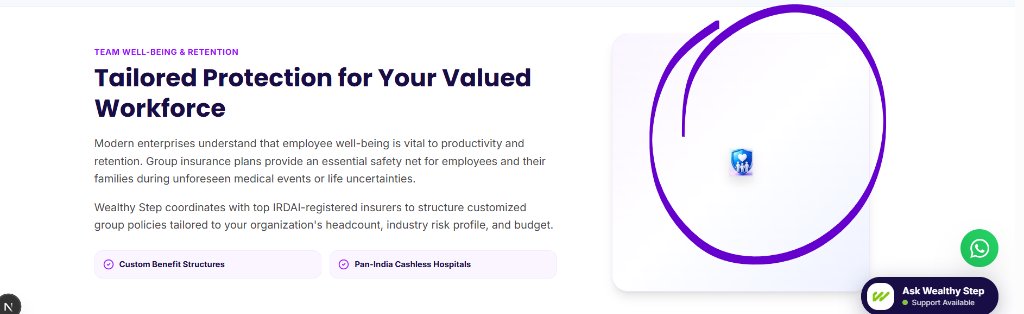 TEAM WELL-BEING & RETENTION
Tailored Protection for Your Valued
Workforce
Modern enterprises understand that employee well-being is vital to productivity and
retention. Group insurance plans provide an essential safety net for employees and their
families during unforeseen medical events or life uncertainties.
Wealthy Step coordinates with top IRDAI-registered insurers to structure customized
group policies tailored to your organization's headcount, industry risk profile, and budget.
Custom Benefit Structures
Pan-India Cashless Hospitals
Ask Wealthy Step
Support Available
N